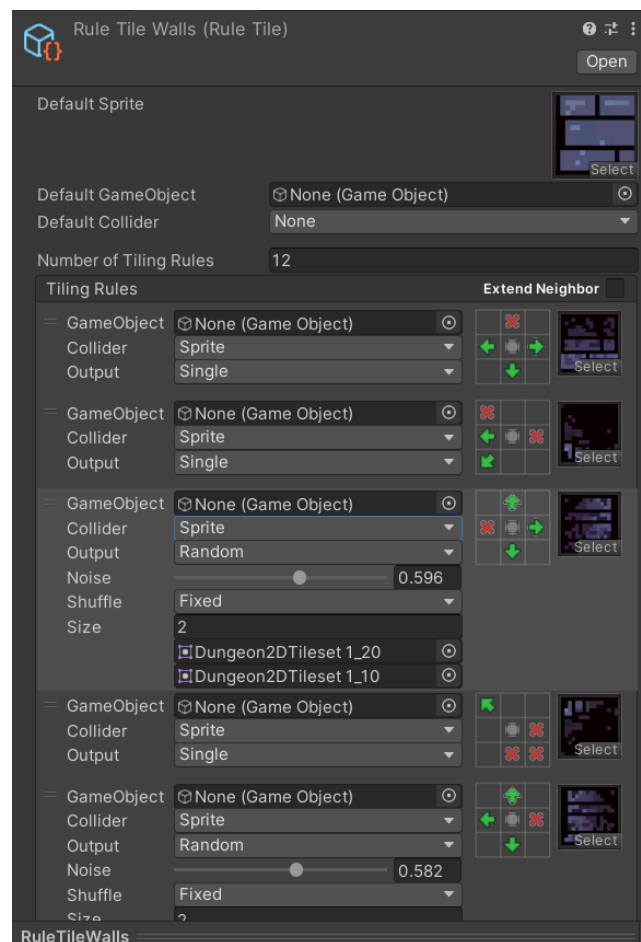 Rule Tile Walls (Rule Tile)
Open
Default Sprite
Select
Default GameObject None (Game Object)
Default Collider None
Number of Tiling Rules 12
Tiling Rules Extend Neighbor
GameObject None (Game Object)
Collider Sprite
Output Single
Select
GameObject None (Game Object)
Collider Sprite
Output Single
Select
GameObject None (Game Object)
Collider Sprite
Output Random
Select
Noise 0.596
Shuffle Fixed
Size 2
Dungeon2DTileset 1_20
Dungeon2DTileset 1_10
GameObject None (Game Object)
Collider Sprite
Output Single
Select
GameObject None (Game Object)
Collider Sprite
Output Random
Select
Noise 0.582
Shuffle Fixed
Size 2
RuleTileWalls